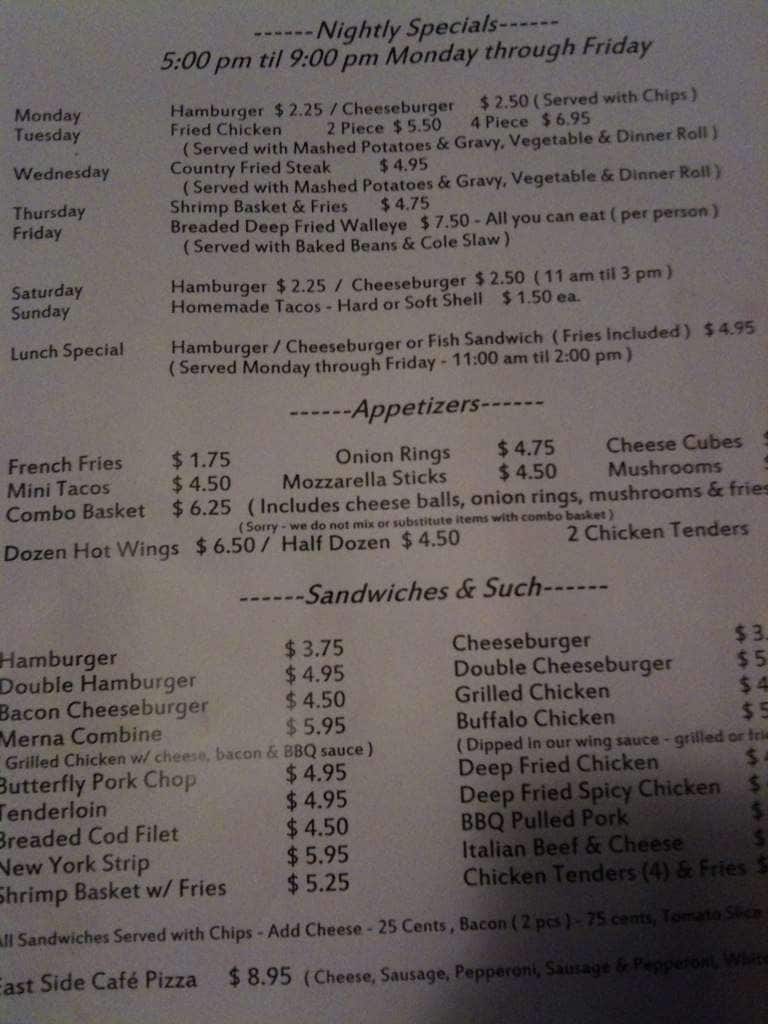 ------Nightly Specials------
5:00 pm til 9:00 pm Monday through Friday
Monday Hamburger $ 2.25 / Cheeseburger $ 2.50 ( Served with Chips )
Tuesday Fried Chicken 2 Piece $ 5.50 4 Piece $ 6.95
( Served with Mashed Potatoes & Gravy, Vegetable & Dinner Roll )
Wednesday Country Fried Steak $ 4.95
( Served with Mashed Potatoes & Gravy, Vegetable & Dinner Roll )
Thursday Shrimp Basket & Fries $ 4.75
Friday Breaded Deep Fried Walleye $ 7.50 - All you can eat ( per person )
( Served with Baked Beans & Cole Slaw )
Saturday Hamburger $ 2.25 / Cheeseburger $ 2.50 ( 11 am til 3 pm )
Sunday Homemade Tacos - Hard or Soft Shell $ 1.50 ea.
Lunch Special Hamburger / Cheeseburger or Fish Sandwich ( Fries Included ) $ 4.95
( Served Monday through Friday - 11:00 am til 2:00 pm )
------Appetizers------
French Fries $ 1.75 Onion Rings $ 4.75 Cheese Cubes $
Mini Tacos $ 4.50 Mozzarella Sticks $ 4.50 Mushrooms $
Combo Basket $ 6.25 ( Includes cheese balls, onion rings, mushrooms & fries
( Sorry - we do not mix or substitute items with combo basket )
Dozen Hot Wings $ 6.50 / Half Dozen $ 4.50 2 Chicken Tenders
------Sandwiches & Such------
Hamburger $ 3.75 Cheeseburger $ 3.
Double Hamburger $ 4.95 Double Cheeseburger $ 5
Bacon Cheeseburger $ 4.50 Grilled Chicken $ 4
Merna Combine $ 5.95 Buffalo Chicken $ 5
( Grilled Chicken w/ cheese, bacon & BBQ sauce ) ( Dipped in our wing sauce - grilled or
Butterfly Pork Chop $ 4.95 Deep Fried Chicken $
Tenderloin $ 4.95 Deep Fried Spicy Chicken $
Breaded Cod Filet $ 4.50 BBQ Pulled Pork $
New York Strip $ 5.95 Italian Beef & Cheese $
Shrimp Basket w/ Fries $ 5.25 Chicken Tenders (4) & Fries $
All Sandwiches Served with Chips - Add Cheese - 25 Cents , Bacon ( 2 pcs ) - 75 cents, Tomato Slice
East Side Café Pizza $ 8.95 ( Cheese, Sausage, Pepperoni, Sausage & Pepperoni,